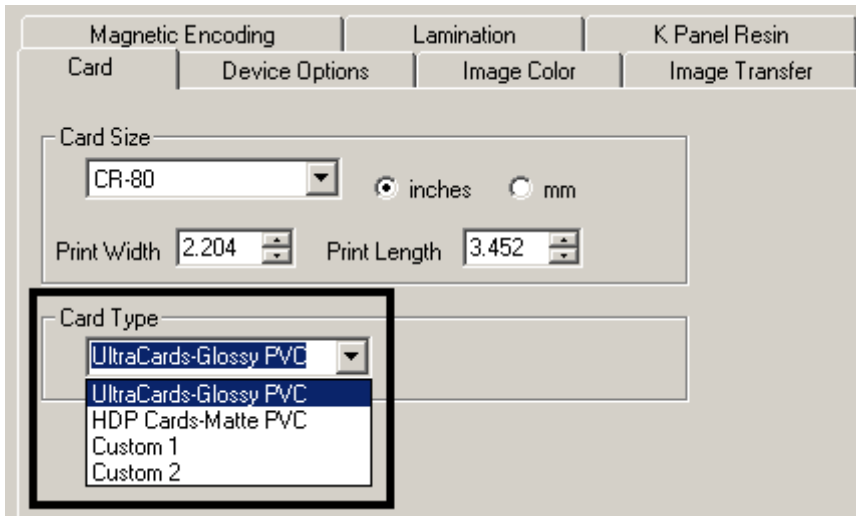 Magnetic Encoding Lamination K Panel Resin
Card Device Options Image Color Image Transfer
Card Size
CR-80 inches mm
Print Width 2.204 Print Length 3.452
Card Type
UltraCards-Glossy PVC
UltraCards-Glossy PVC
HDP Cards-Matte PVC
Custom 1
Custom 2